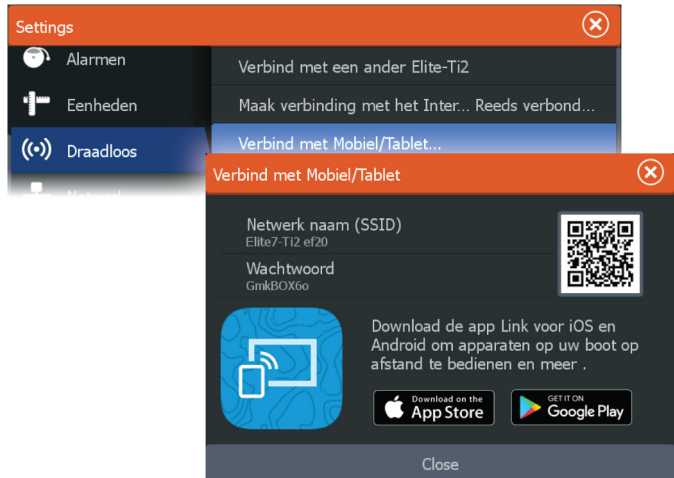 Settings
Alarmen
Eenheden
Draadloos
Verbind met een ander Elite-Ti2
Maak verbinding met het Inter... Reeds verbond...
Verbind met Mobiel/Tablet...
Verbind met Mobiel/Tablet
Netwerk naam (SSID)
Elite7-Ti2 ef20
Wachtwoord
GmkBOX6o
Download de app Link voor iOS en
Android om apparaten op uw boot op
afstand te bedienen en meer .
Download on the
App Store
GET IT ON
Google Play
Close